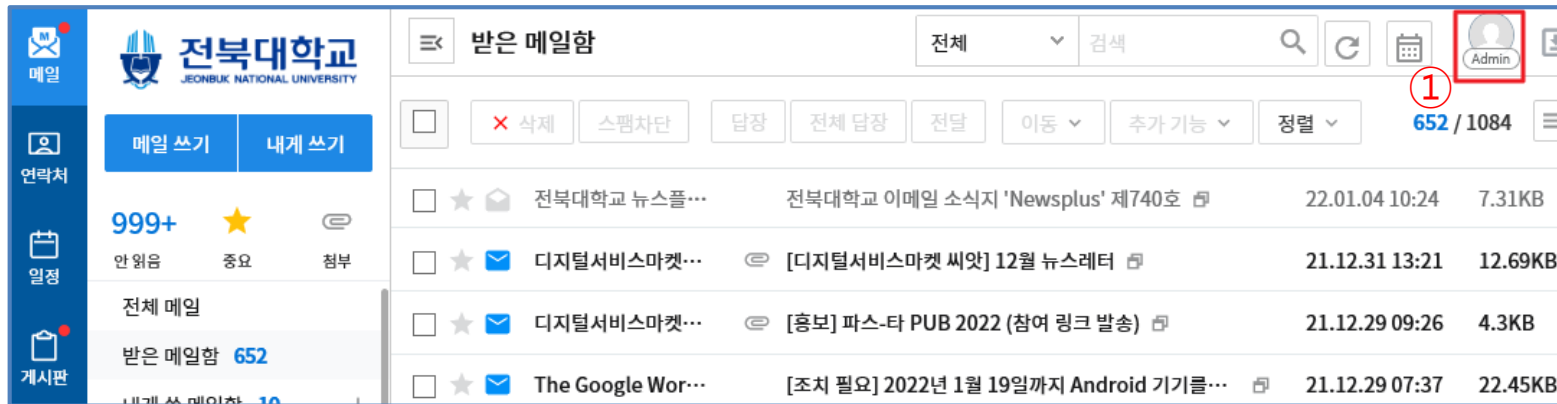 메일
연락처
일정
게시판
전북대학교
JEONBUK NATIONAL UNIVERSITY
메일 쓰기 내게 쓰기
999+
안읽음 중요 첨부
전체 메일
받은 메일함 652
받은 메일함 전체 검색 Admin
①
삭제 스팸차단 답장 전체 답장 전달 이동 추가 기능 정렬 652 / 1084
전북대학교 뉴스플··· 전북대학교 이메일 소식지 'Newsplus' 제740호 22.01.04 10:24 7.31KB
디지털서비스마켓··· [디지털서비스마켓 씨앗] 12월 뉴스레터 21.12.31 13:21 12.69KB
디지털서비스마켓··· [홍보] 파스-타 PUB 2022 (참여 링크 발송) 21.12.29 09:26 4.3KB
The Google Wor··· [조치 필요] 2022년 1월 19일까지 Android 기기를··· 21.12.29 07:37 22.45KB